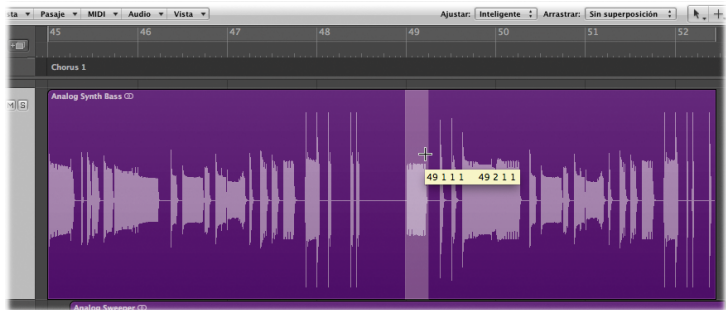 Pasaje MIDI Audio Vista Ajustar: Inteligente Arrastrar: Sin superposición
45 46 47 48 49 50 51 52
Chorus 1
Analog Synth Bass
M S
49 1 1 1 49 2 1 1
Analog Sweeper